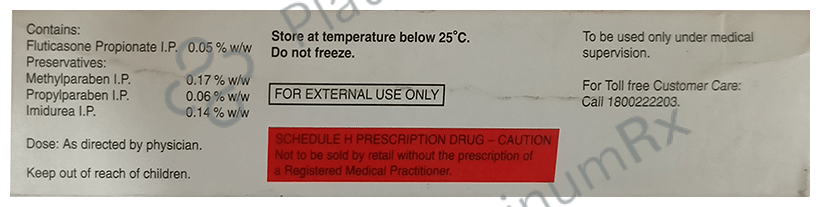 Contains:
Fluticasone Propionate I.P. 0.05 % w/w
Preservatives:
Methylparaben I.P. 0.17 % w/w
Propylparaben I.P. 0.06 % w/w
Imidurea I.P. 0.14 % w/w
Dose: As directed by physician.
Keep out of reach of children.
Store at temperature below 25°C.
Do not freeze.
FOR EXTERNAL USE ONLY
SCHEDULE H PRESCRIPTION DRUG – CAUTION
Not to be sold by retail without the prescription of
a Registered Medical Practitioner.
To be used only under medical
supervision.
For Toll free Customer Care:
Call 1800222203.